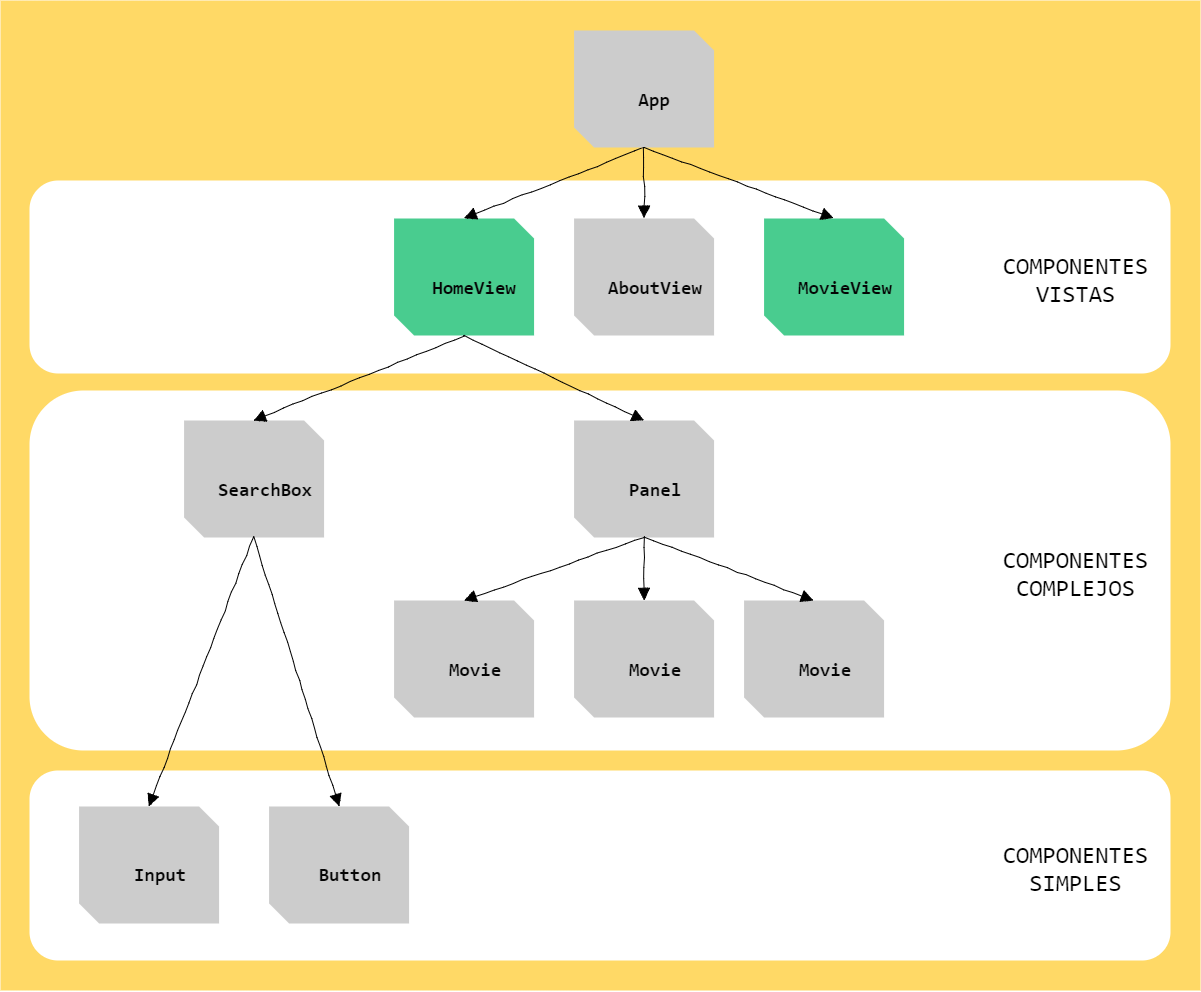 App
HomeView
AboutView
MovieView
COMPONENTES
VISTAS
SearchBox
Panel
COMPONENTES
COMPLEJOS
Movie
Movie
Movie
Input
Button
COMPONENTES
SIMPLES